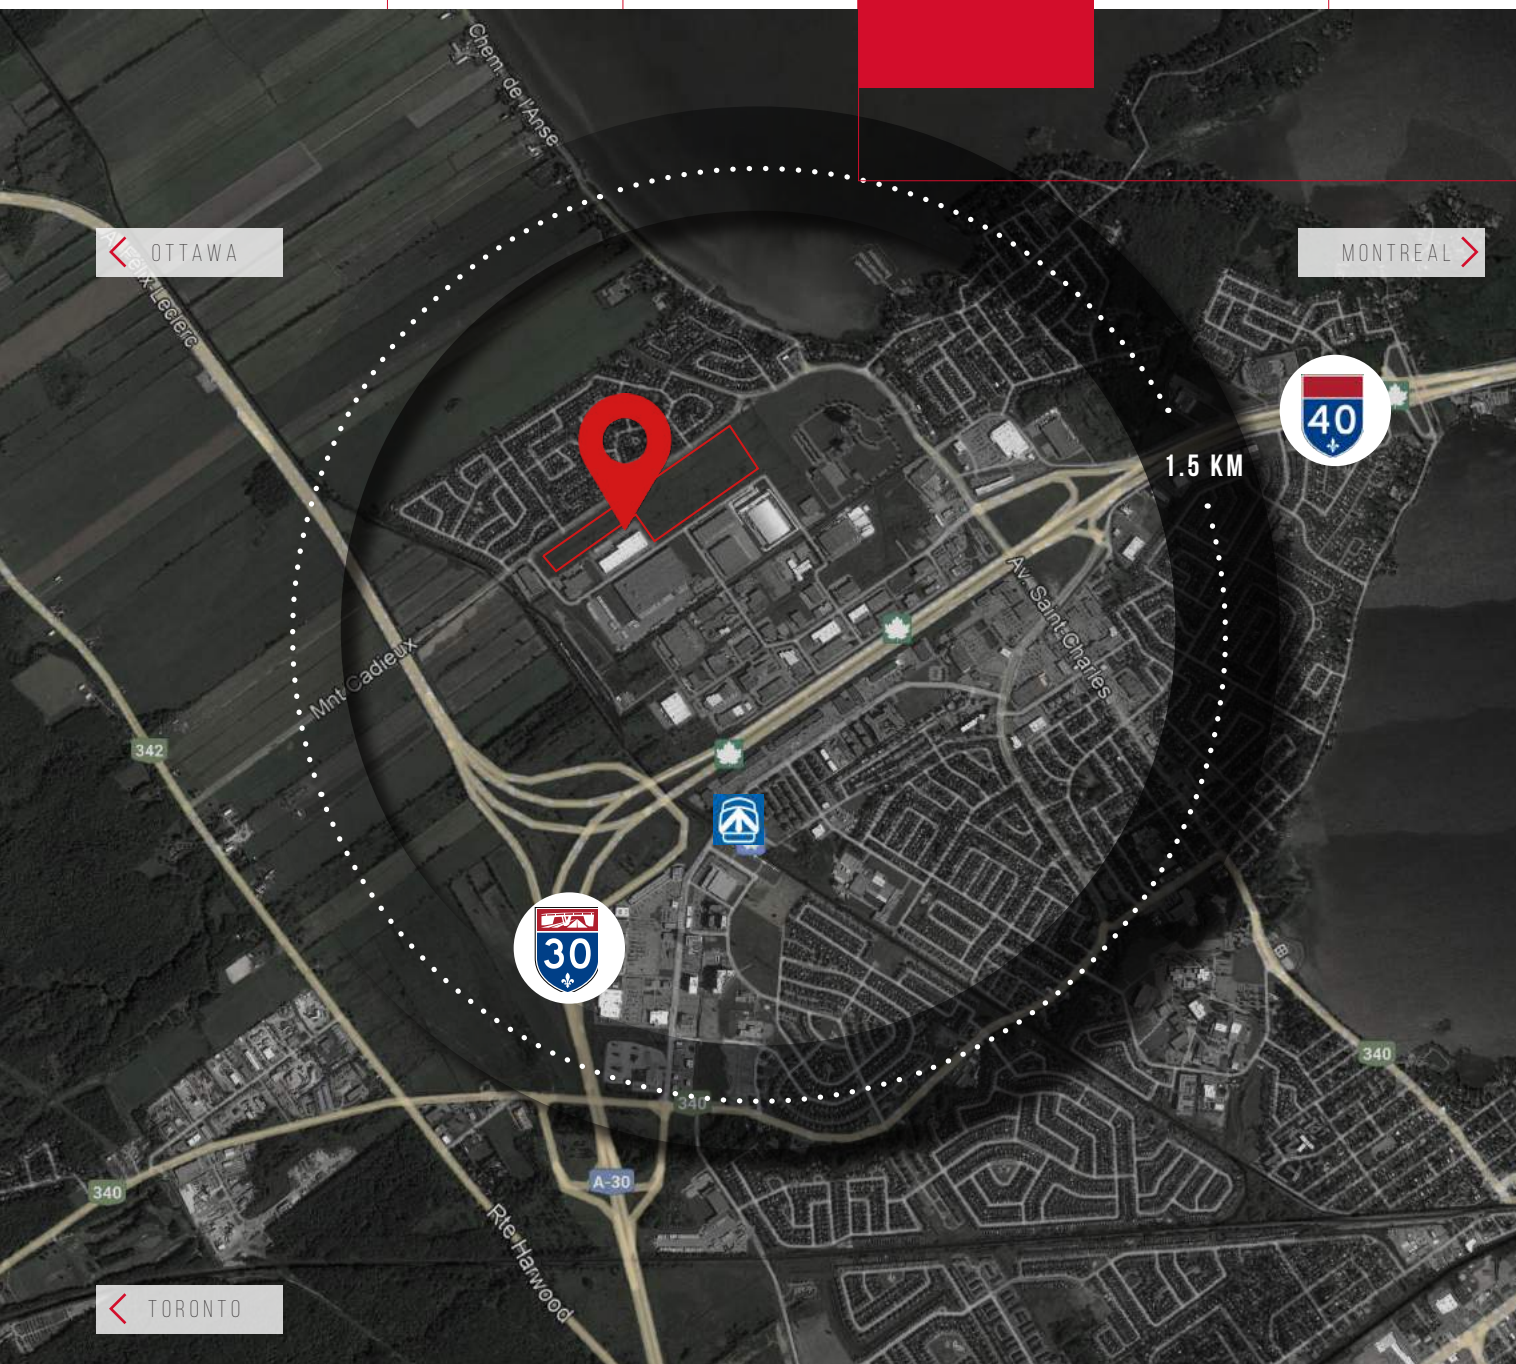 Chem. de l'Anse
OTTAWA
MONTREAL
Félix-Leclerc
40
1.5 KM
Av. Saint-Charles
Mnt Cadieux
342
30
340
340
A-30
340
Rte Harwood
TORONTO